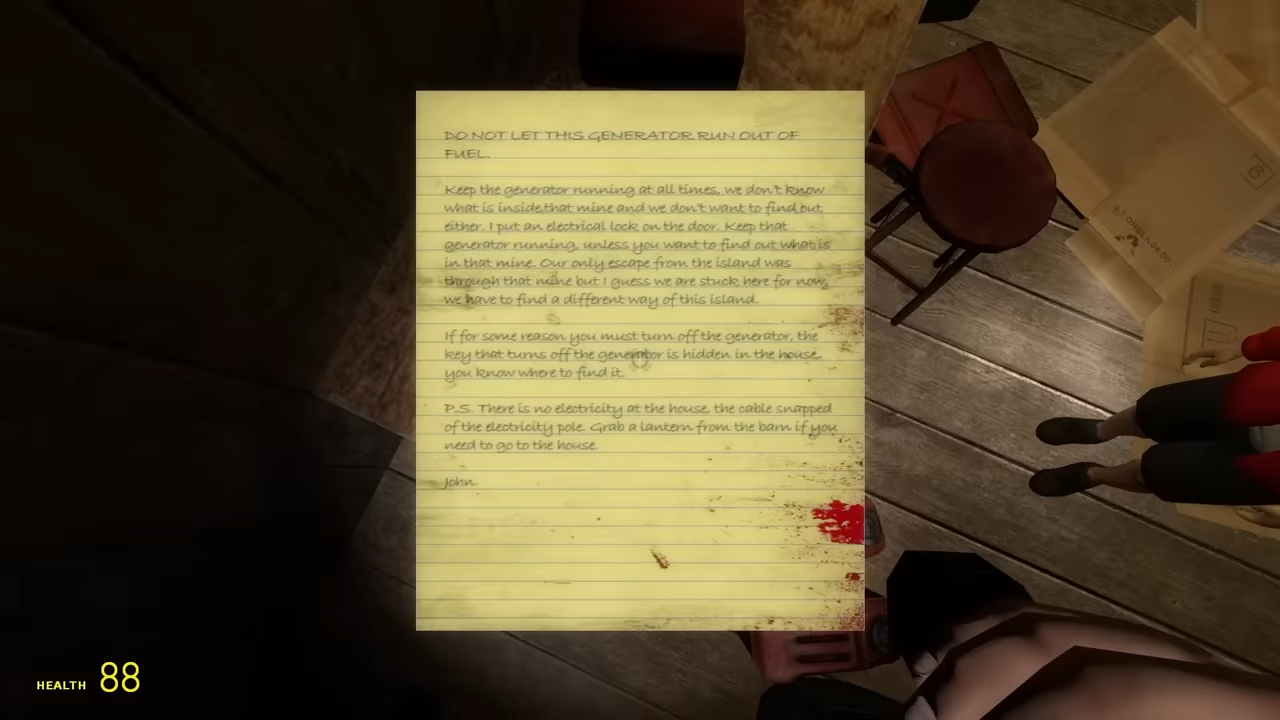 DO NOT LET THIS GENERATOR RUN OUT OF
FUEL.
Keep the generator running at all times, we don't know
what is inside that mine and we don't want to find out
either. I put an electrical lock on the door. Keep that
generator running, unless you want to find out what is
in that mine. Our only escape from the island was
through that mine but I guess we are stuck here for now,
we have to find a different way of this island.
If for some reason you must turn off the generator, the
key that turns off the generator is hidden in the house,
you know where to find it.
P.S. There is no electricity at the house, the cable snapped
of the electricity pole. Grab a lantern from the barn if you
need to go to the house.
John
HEALTH 88